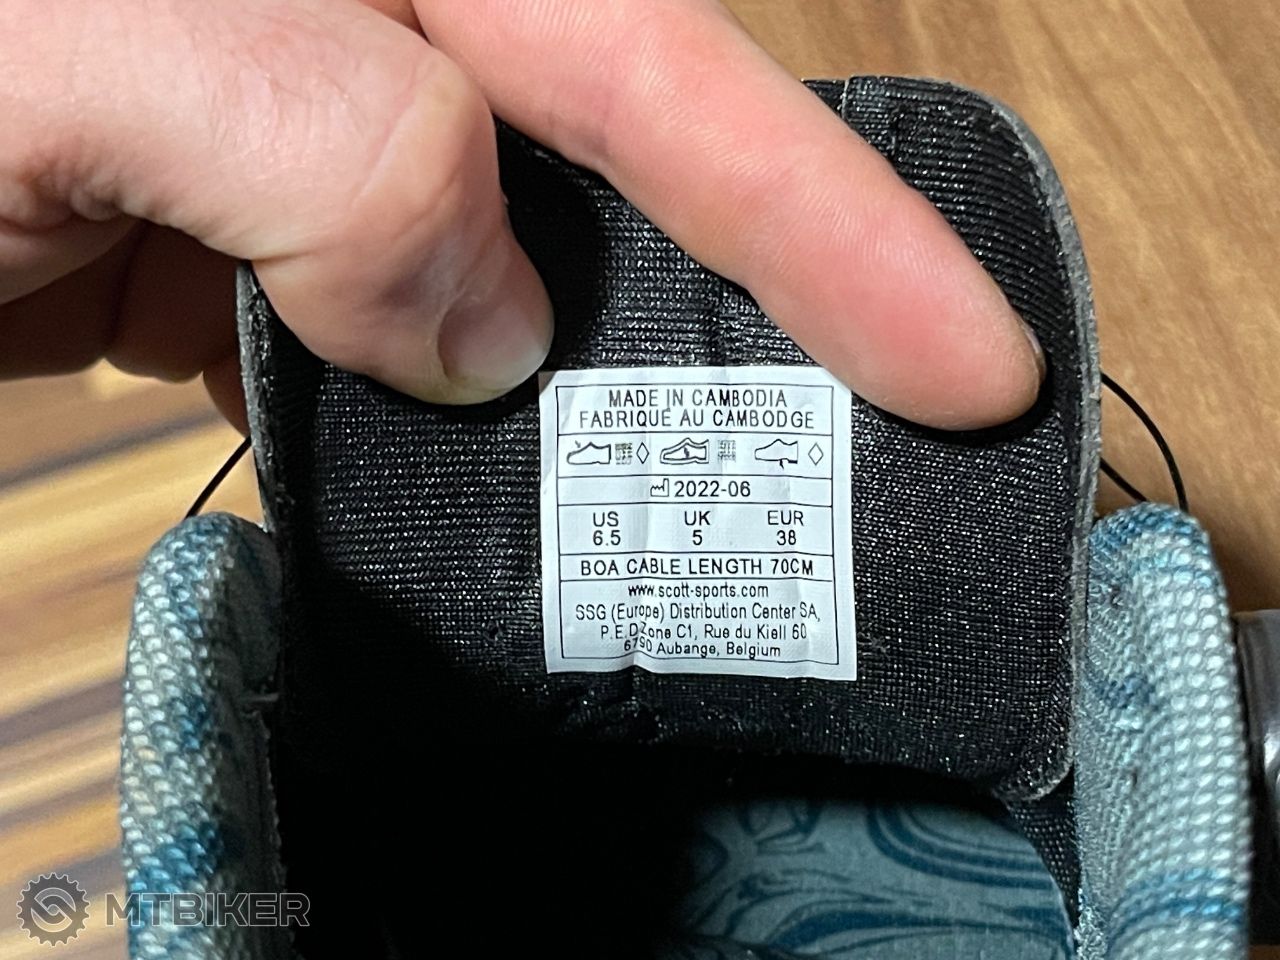 MADE IN CAMBODIA
FABRIQUÉ AU CAMBODGE
2022-06
US UK EUR
6.5 5 38
BOA CABLE LENGTH 70CM
www.scott-sports.com
SSG (Europe) Distribution Center SA,
P.E.D Zone C1, Rue du Kiell 60
6790 Aubange, Belgium
MTBIKER